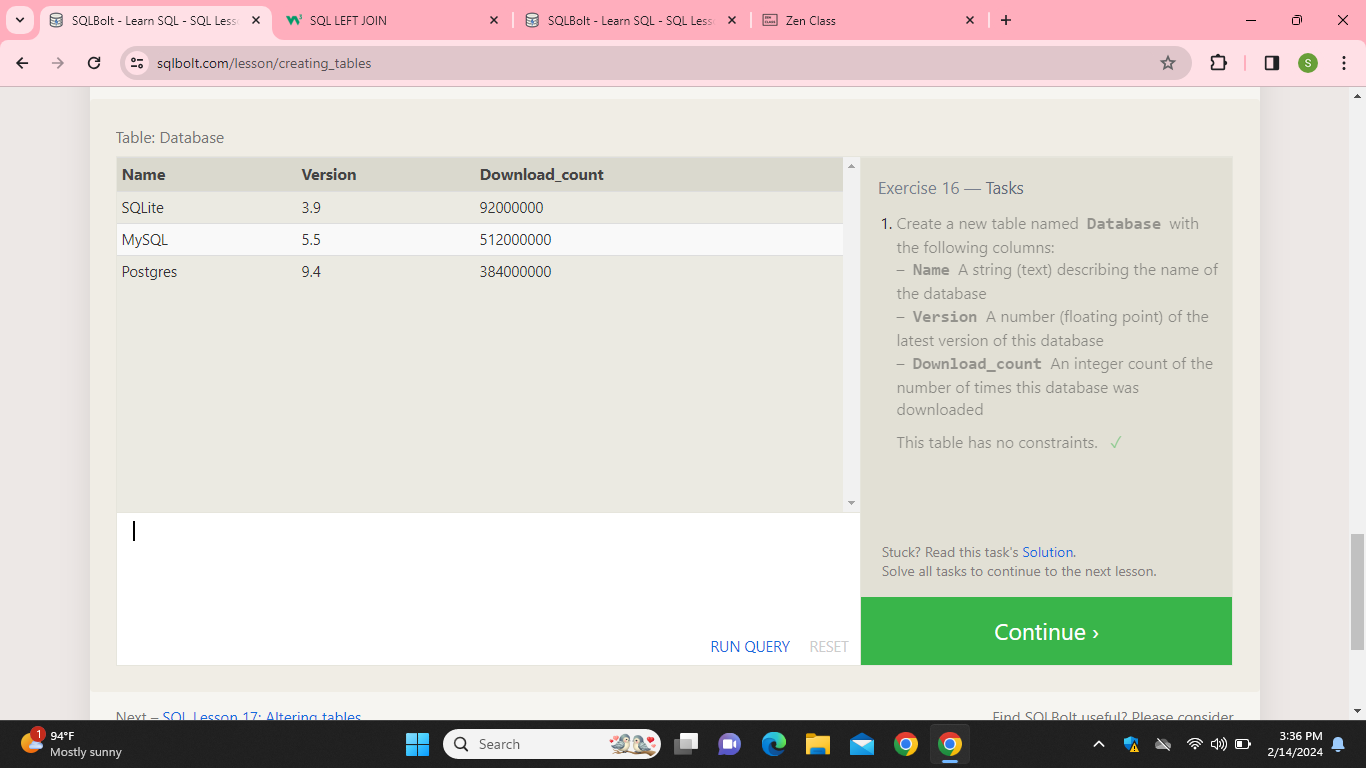 SQLBolt - Learn SQL - SQL Less
SQL LEFT JOIN
SQLBolt - Learn SQL - SQL Less
Zen Class
sqlbolt.com/lesson/creating_tables
S
Table: Database
Name Version Download_count
SQLite 3.9 92000000
MySQL 5.5 512000000
Postgres 9.4 384000000
Exercise 16 — Tasks
1. Create a new table named Database with
the following columns:
– Name A string (text) describing the name of
the database
– Version A number (floating point) of the
latest version of this database
– Download_count An integer count of the
number of times this database was
downloaded
This table has no constraints. ✓
Stuck? Read this task's Solution.
Solve all tasks to continue to the next lesson.
RUN QUERY RESET
Continue ›
Next – SQL Lesson 17: Altering tables
Find SQLBolt useful? Please consider
1
94°F
Mostly sunny
Search
3:36 PM
2/14/2024